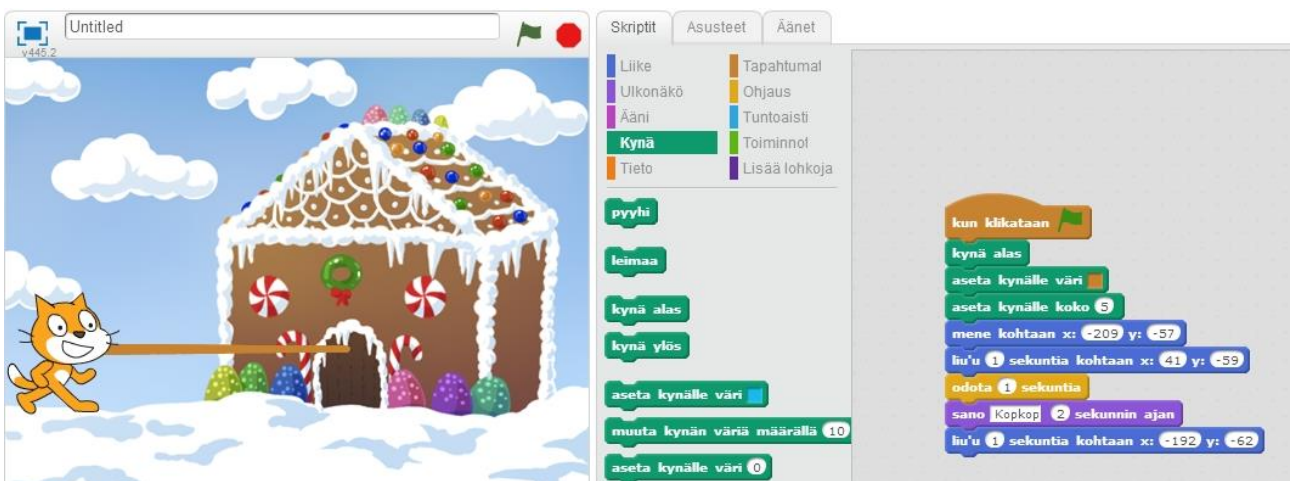 Untitled
v445.2
Skriptit Asusteet Äänet
Liike Tapahtumat
Ulkonäkö Ohjaus
Ääni Tuntoaisti
Kynä Toiminnot
Tieto Lisää lohkoja
pyyhi
leimaa
kynä alas
kynä ylös
aseta kynälle väri
muuta kynän väriä määrällä 10
aseta kynälle väri 0
kun klikataan
kynä alas
aseta kynälle väri
aseta kynälle koko 5
mene kohtaan x: -209 y: -57
liu'u 1 sekuntia kohtaan x: 41 y: -59
odota 1 sekuntia
sano Kopkop 2 sekunnin ajan
liu'u 1 sekuntia kohtaan x: -192 y: -62